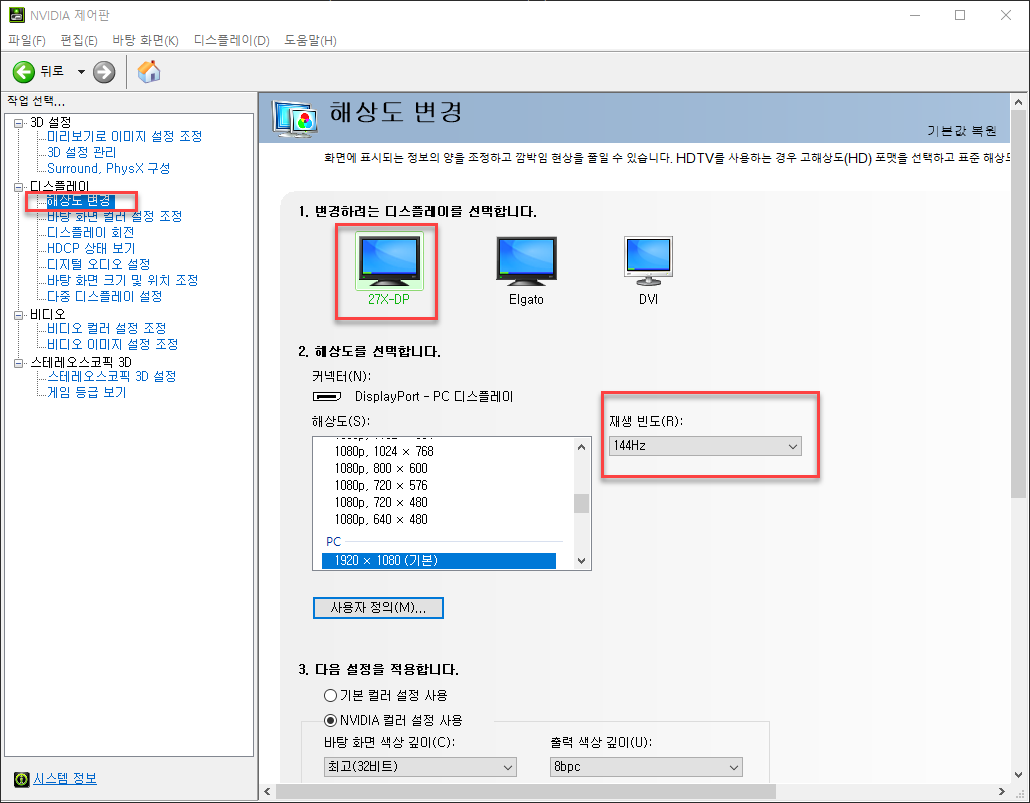 NVIDIA 제어판
파일(F) 편집(E) 바탕 화면(K) 디스플레이(D) 도움말(H)
뒤로
작업 선택...
3D 설정
미리보기로 이미지 설정 조정
3D 설정 관리
Surround, PhysX 구성
디스플레이
해상도 변경
바탕 화면 컬러 설정 조정
디스플레이 회전
HDCP 상태 보기
디지털 오디오 설정
바탕 화면 크기 및 위치 조정
다중 디스플레이 설정
비디오
비디오 컬러 설정 조정
비디오 이미지 설정 조정
스테레오스코픽 3D
스테레오스코픽 3D 설정
게임 등급 보기
시스템 정보
해상도 변경
기본값 복원
화면에 표시되는 정보의 양을 조정하고 깜박임 현상을 풀일 수 있습니다. HDTV를 사용하는 경우 고해상도(HD) 포맷을 선택하고 표준 해상도
1. 변경하려는 디스플레이를 선택합니다.
27X-DP
Elgato
DVI
2. 해상도를 선택합니다.
커넥터(N):
DisplayPort - PC 디스플레이
해상도(S):
1080p, 1024 × 768
1080p, 800 × 600
1080p, 720 × 576
1080p, 720 × 480
1080p, 640 × 480
PC
1920 × 1080 (기본)
재생 빈도(R):
144Hz
사용자 정의(M)...
3. 다음 설정을 적용합니다.
기본 컬러 설정 사용
NVIDIA 컬러 설정 사용
바탕 화면 색상 깊이(C):
최고(32비트)
출력 색상 깊이(U):
8bpc